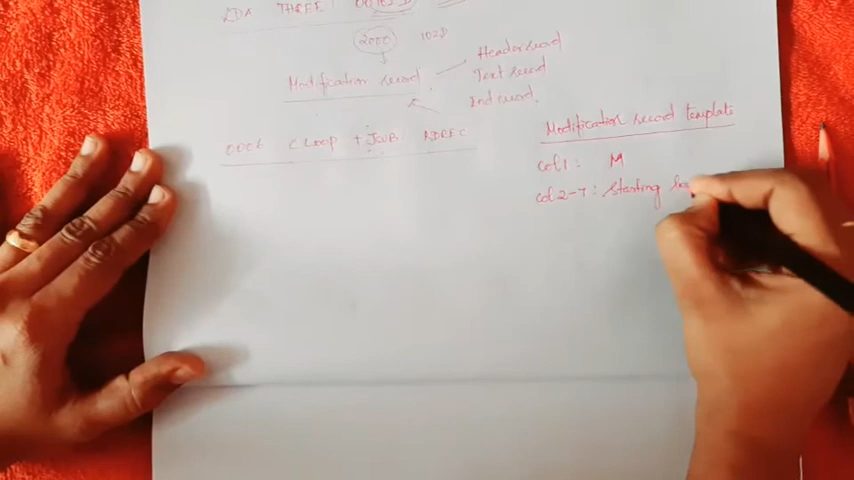 LDA THREE
2000 1028
Modification record
Header record
Text record
End record
0006 CLOOP +JSUB RDREC
Modification record template
Col 1 : M
Col 2-7 : Starting